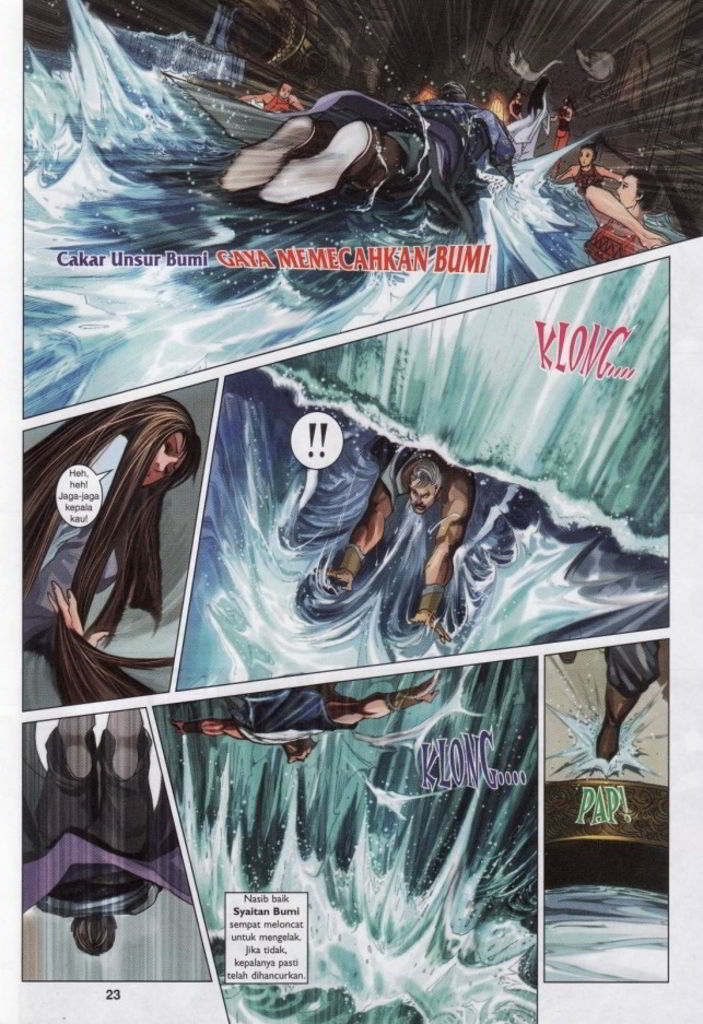 Cakar Unsur Bumi GAYA MEMECAHKAN BUMI
KLONG....
!!
Heh,
heh!
Jaga-jaga
kepala
kau!
KLONG....
PAP!
Nasib baik
Syaitan Bumi
sempat meloncat
untuk mengelak.
Jika tidak,
kepalanya pasti
telah dihancurkan.
23